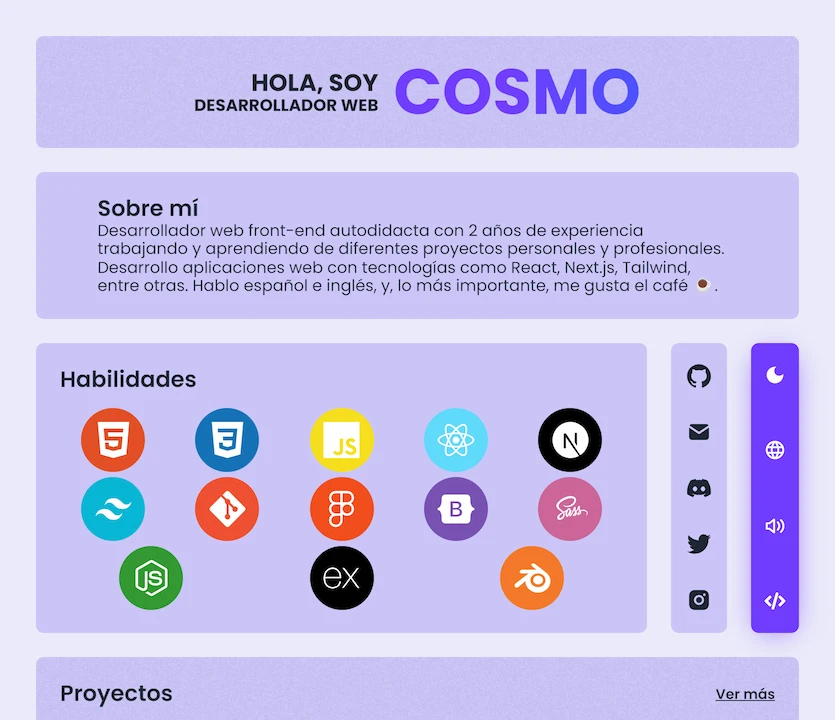 HOLA, SOY
DESARROLLADOR WEB
COSMO
Sobre mí
Desarrollador web front-end autodidacta con 2 años de experiencia
trabajando y aprendiendo de diferentes proyectos personales y profesionales.
Desarrollo aplicaciones web con tecnologías como React, Next.js, Tailwind,
entre otras. Hablo español e inglés, y, lo más importante, me gusta el café ☕.
Habilidades
5
3
JS
N
B
Sass
JS
ex
Proyectos
Ver más